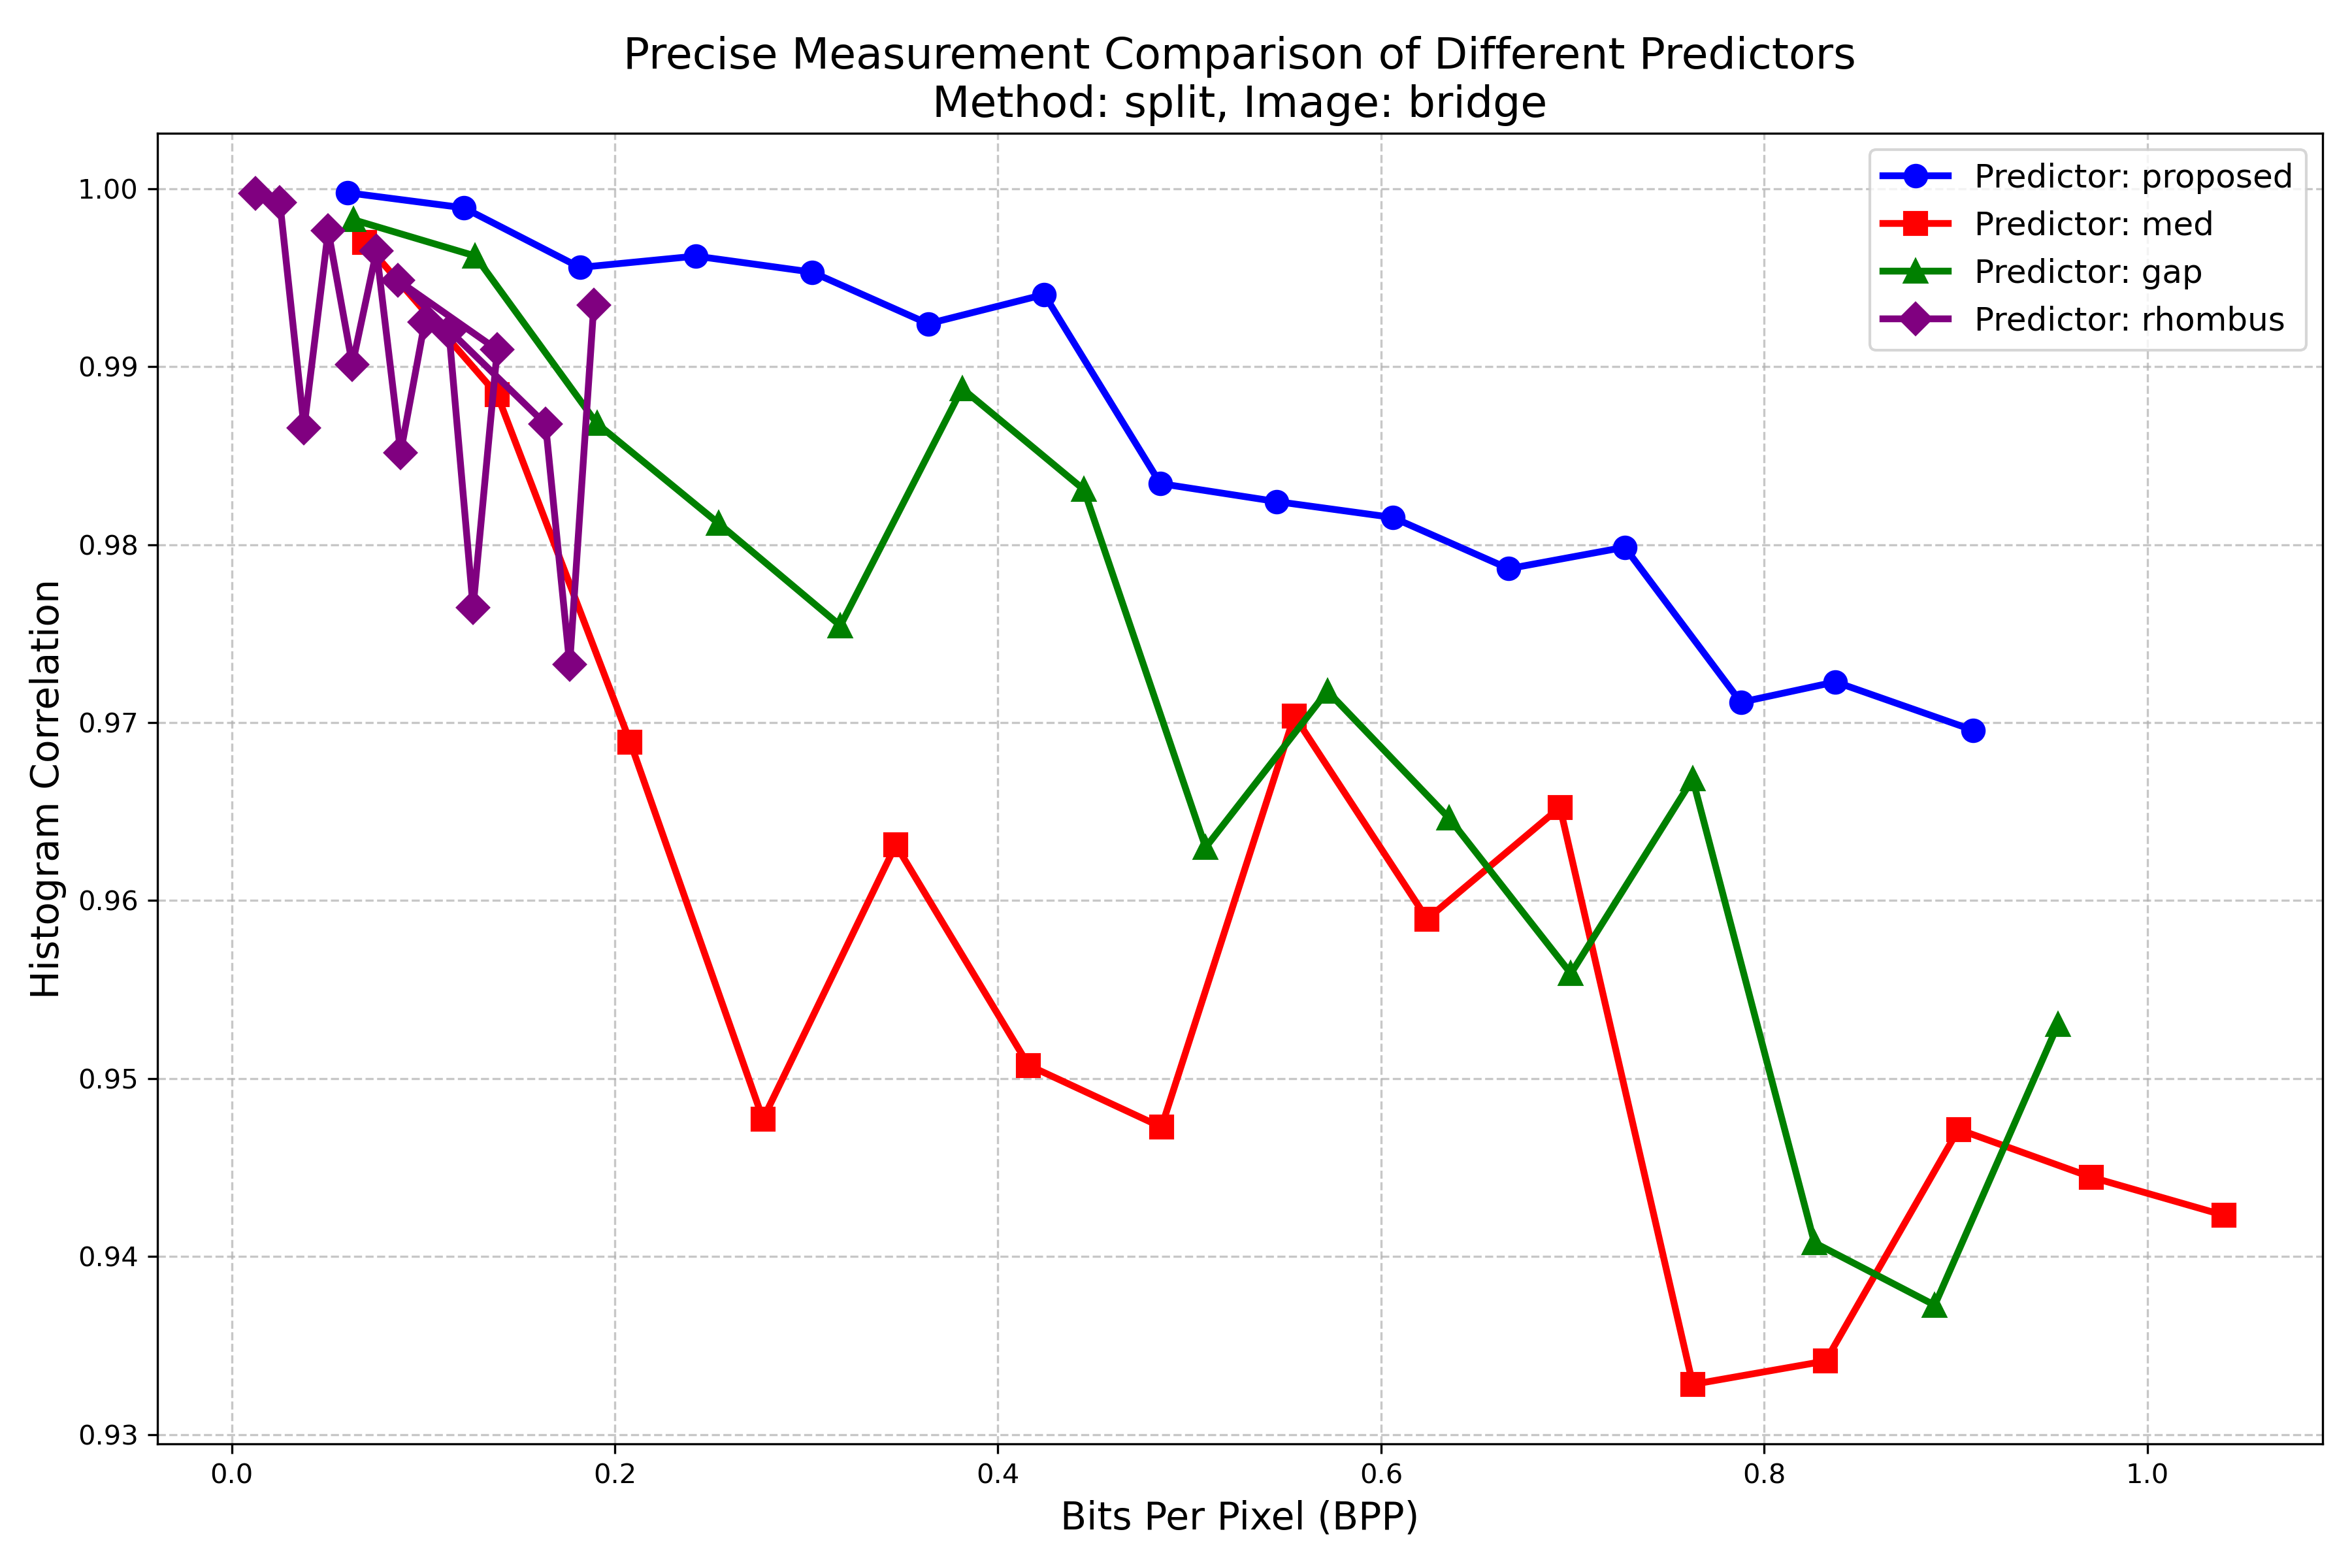 Precise Measurement Comparison of Different Predictors
Method: split, Image: bridge
Predictor: proposed
Predictor: med
Predictor: gap
Predictor: rhombus
Histogram Correlation
1.00
0.99
0.98
0.97
0.96
0.95
0.94
0.93
0.0 0.2 0.4 0.6 0.8 1.0
Bits Per Pixel (BPP)